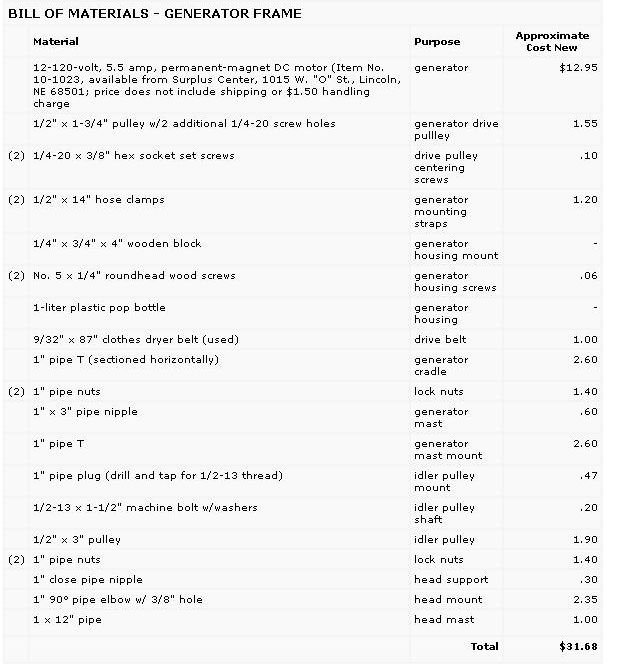 BILL OF MATERIALS - GENERATOR FRAME
Material Purpose Approximate Cost New
12-120-volt, 5.5 amp, permanent-magnet DC motor (Item No. generator $12.95
10-1023, available from Surplus Center, 1015 W. "O" St., Lincoln,
NE 68501; price does not include shipping or $1.50 handling
charge
1/2" x 1-3/4" pulley w/2 additional 1/4-20 screw holes generator drive 1.55
pullley
(2) 1/4-20 x 3/8" hex socket set screws drive pulley .10
centering
screws
(2) 1/2" x 14" hose clamps generator 1.20
mounting
straps
1/4" x 3/4" x 4" wooden block generator -
housing mount
(2) No. 5 x 1/4" roundhead wood screws generator .06
housing screws
1-liter plastic pop bottle generator -
housing
9/32" x 87" clothes dryer belt (used) drive belt 1.00
1" pipe T (sectioned horizontally) generator 2.60
cradle
(2) 1" pipe nuts lock nuts 1.40
1" x 3" pipe nipple generator .60
mast
1" pipe T generator 2.60
mast mount
1" pipe plug (drill and tap for 1/2-13 thread) idler pulley .47
mount
1/2-13 x 1-1/2" machine bolt w/washers idler pulley .20
shaft
1/2" x 3" pulley idler pulley 1.90
(2) 1" pipe nuts lock nuts 1.40
1" close pipe nipple head support .30
1" 90° pipe elbow w/ 3/8" hole head mount 2.35
1 x 12" pipe head mast 1.00
Total $31.68